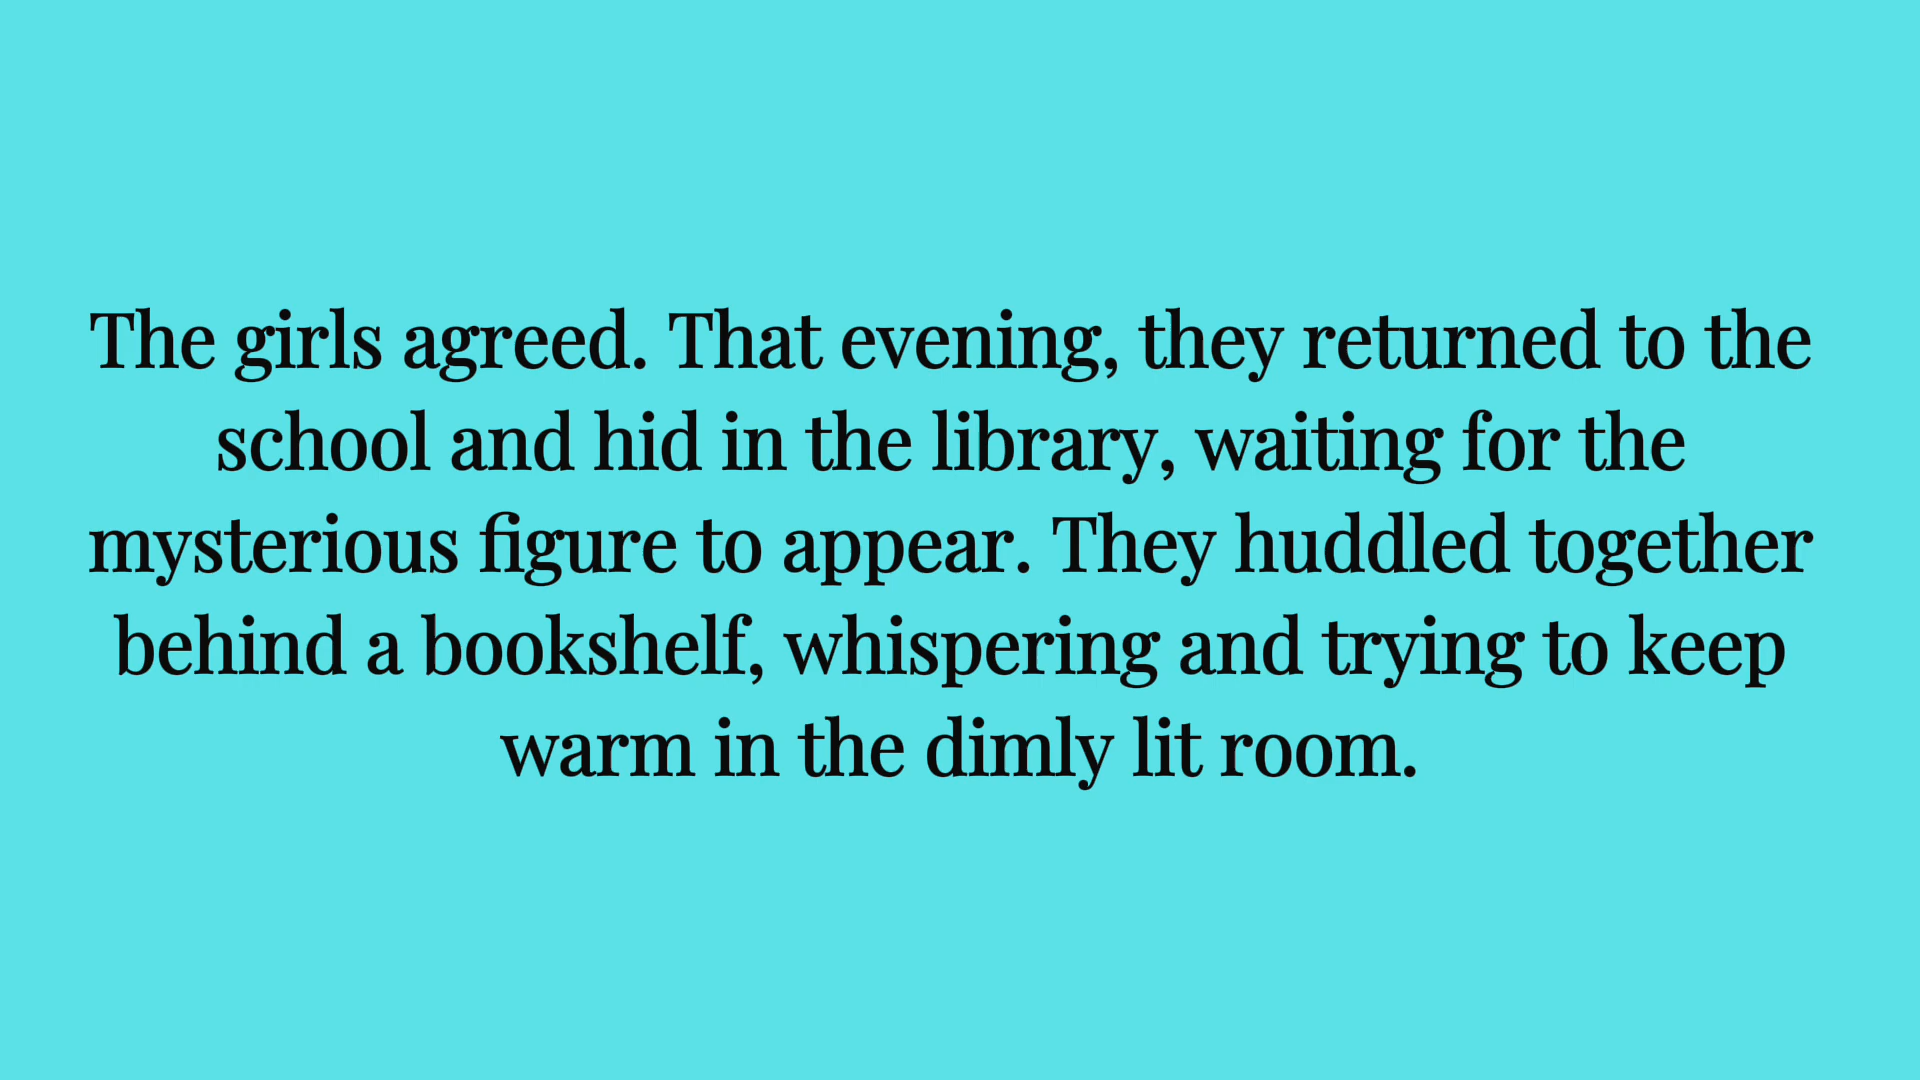 The girls agreed. That evening, they returned to the
school and hid in the library, waiting for the
mysterious figure to appear. They huddled together
behind a bookshelf, whispering and trying to keep
warm in the dimly lit room.